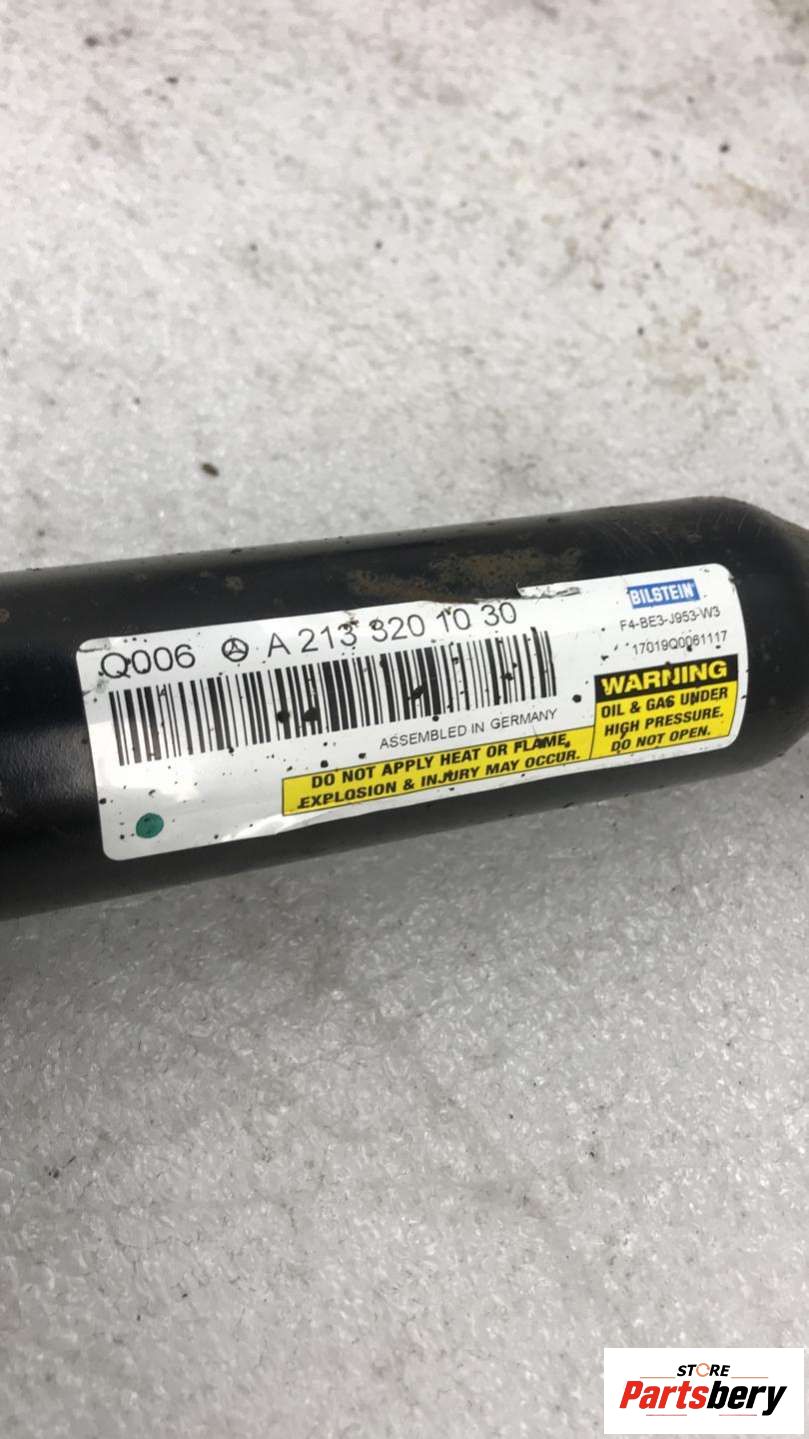 Q006 A 213 320 10 30
BILSTEIN
F4-BE3-J953-W3
17019Q0061117
ASSEMBLED IN GERMANY
WARNING
OIL & GAS UNDER
HIGH PRESSURE.
DO NOT OPEN.
DO NOT APPLY HEAT OR FLAME,
EXPLOSION & INJURY MAY OCCUR.
STORE
Partsbery